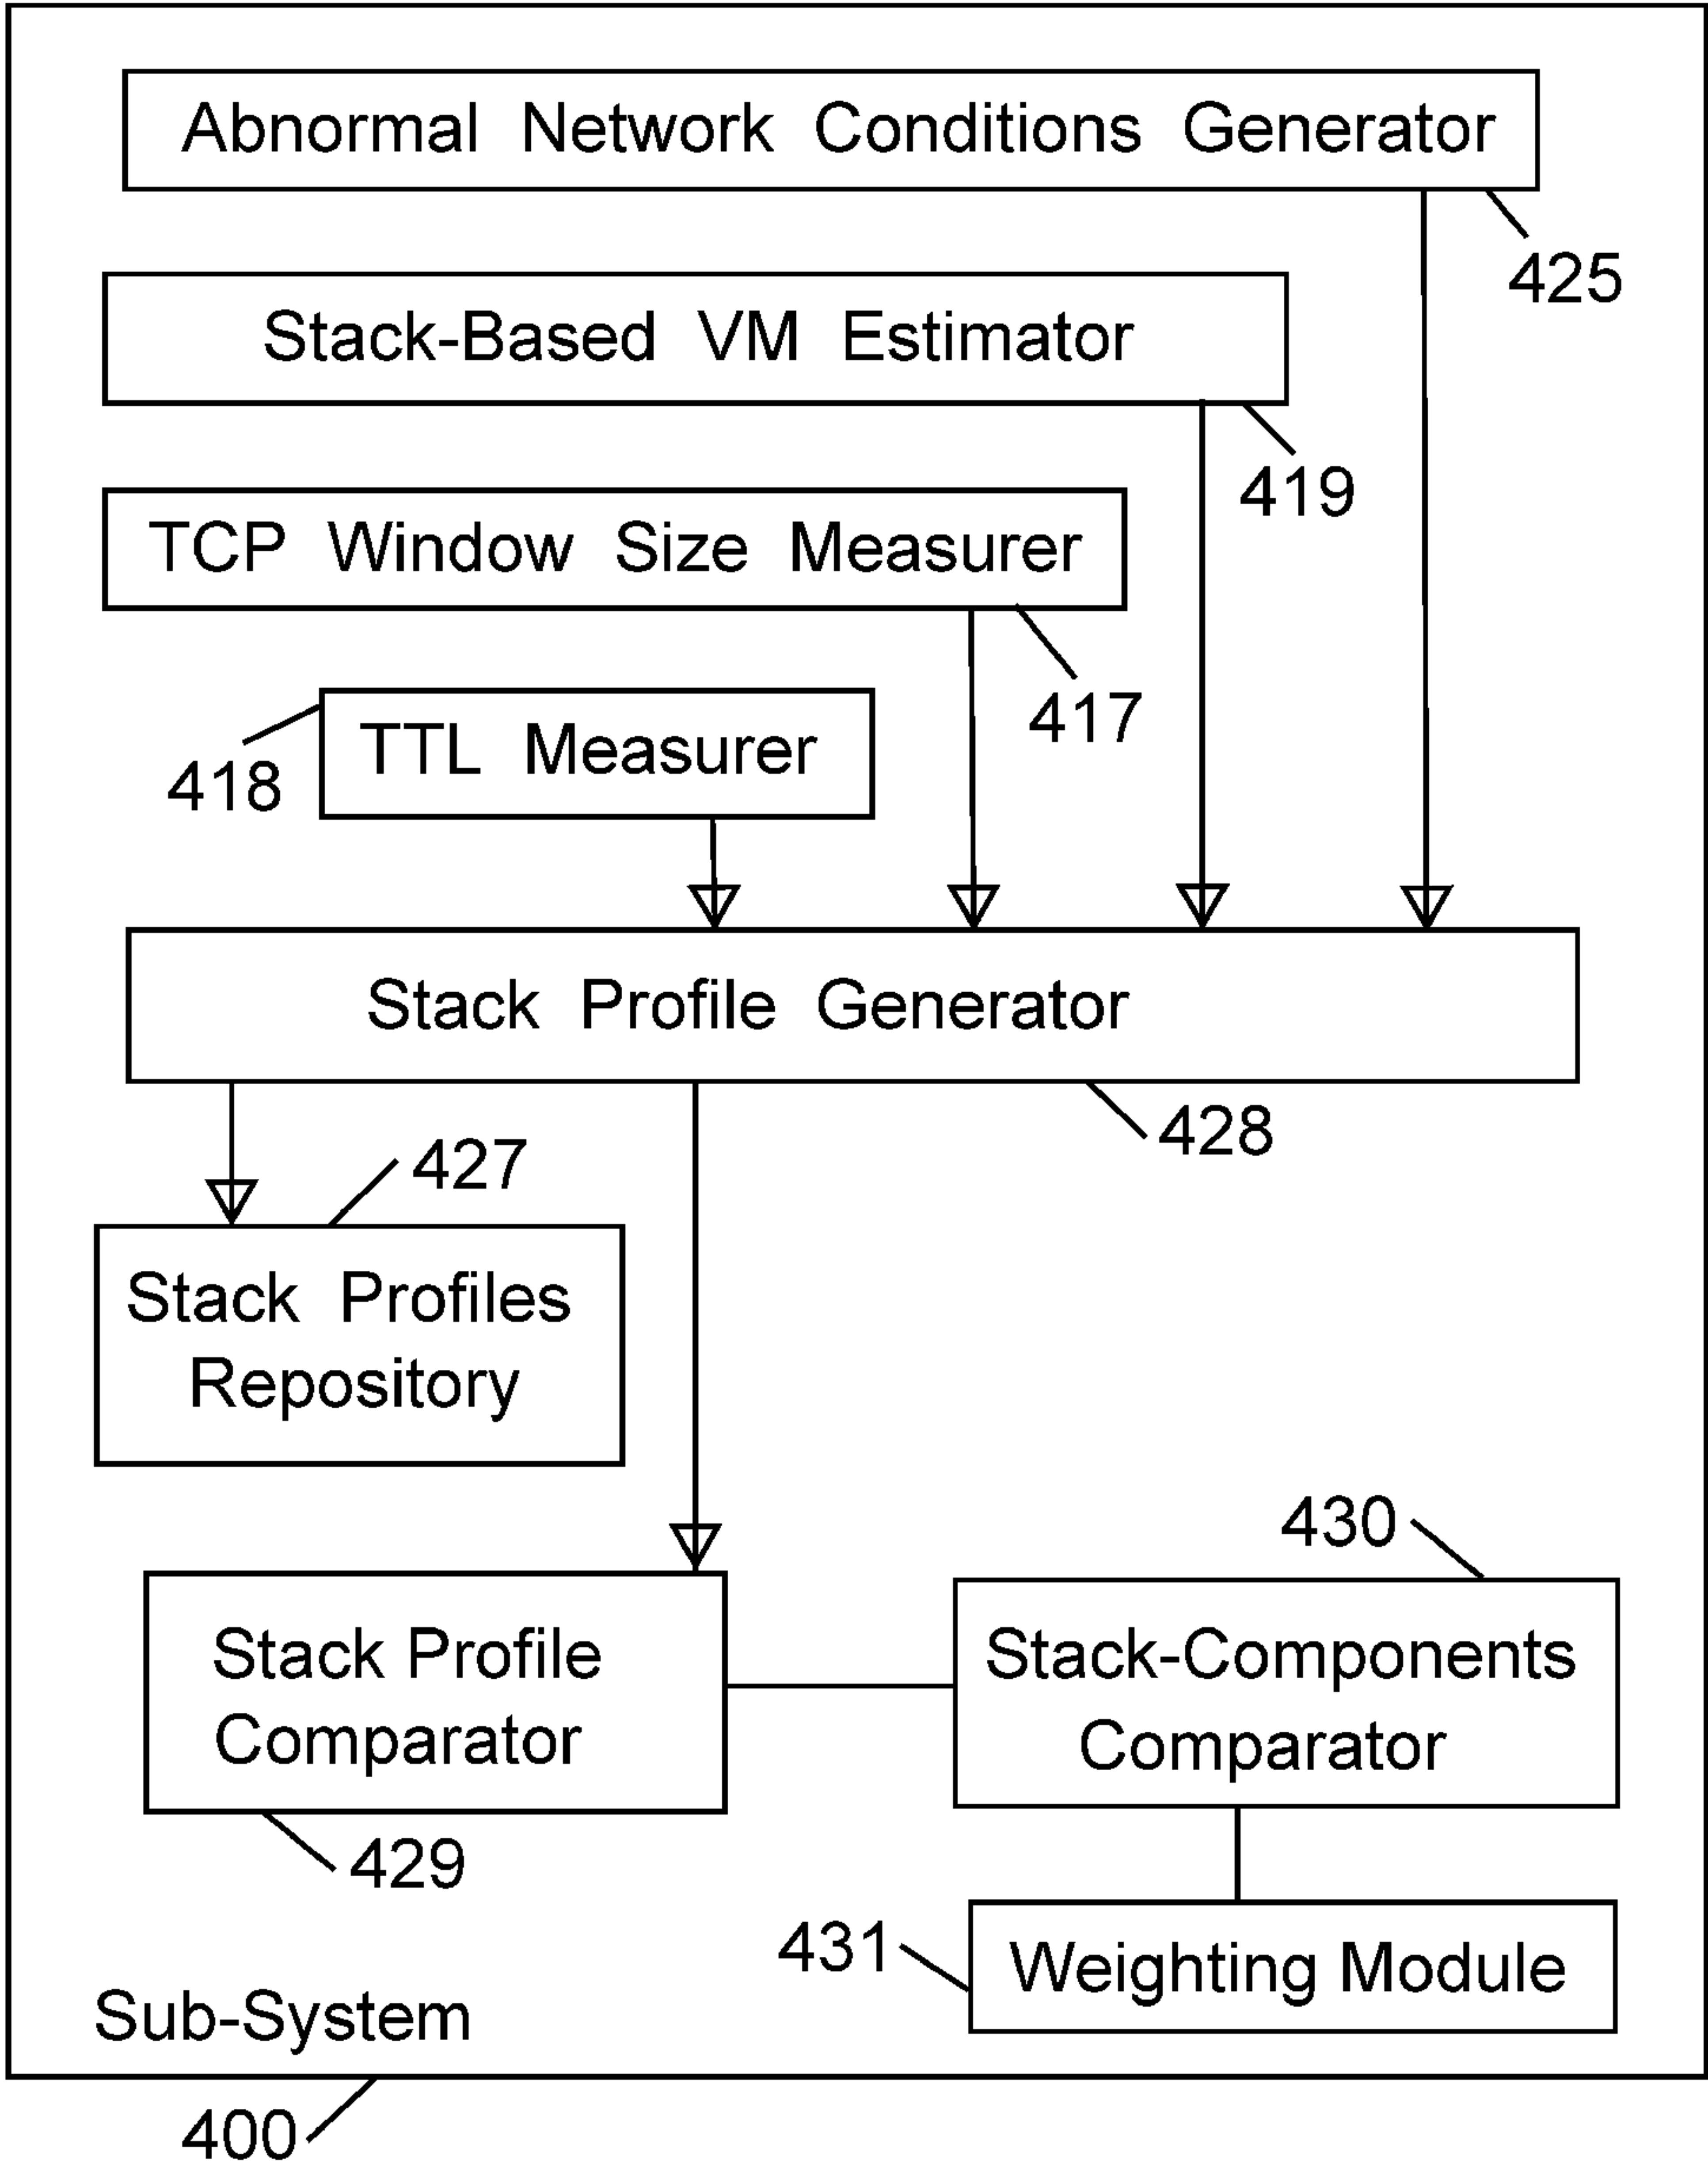 Abnormal Network Conditions Generator
425
Stack-Based VM Estimator
419
TCP Window Size Measurer
417
TTL Measurer
418
Stack Profile Generator
428
427
Stack Profiles
Repository
430
Stack Profile
Comparator
429
Stack-Components
Comparator
431
Weighting Module
Sub-System
400